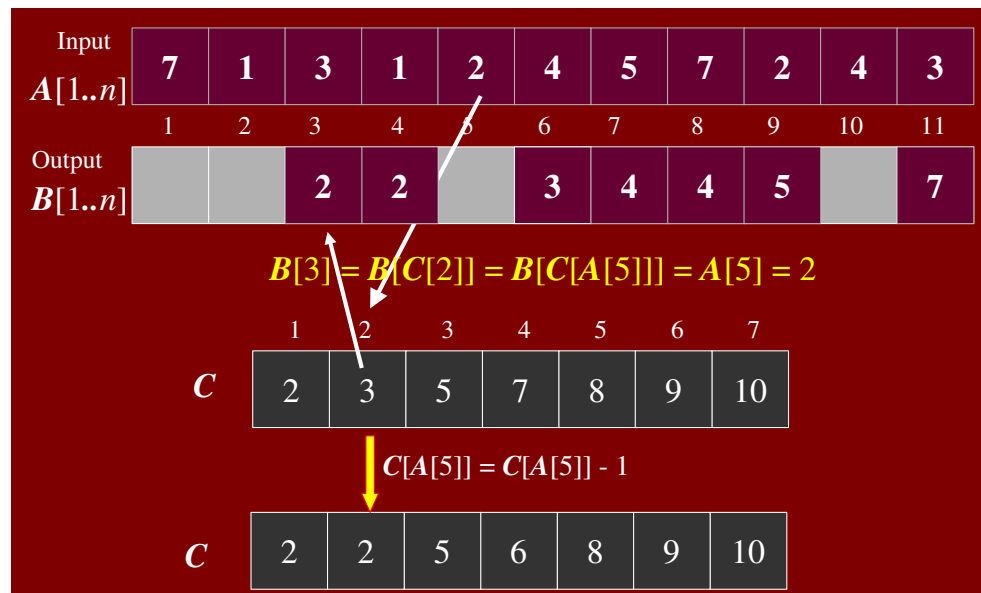 Input
A[1..n]
7 1 3 1 2 4 5 7 2 4 3
1 2 3 4 5 6 7 8 9 10 11
Output
B[1..n]
2 2 3 4 4 5 7
B[3] = B[C[2]] = B[C[A[5]]] = A[5] = 2
1 2 3 4 5 6 7
C
2 3 5 7 8 9 10
C[A[5]] = C[A[5]] - 1
C
2 2 5 6 8 9 10